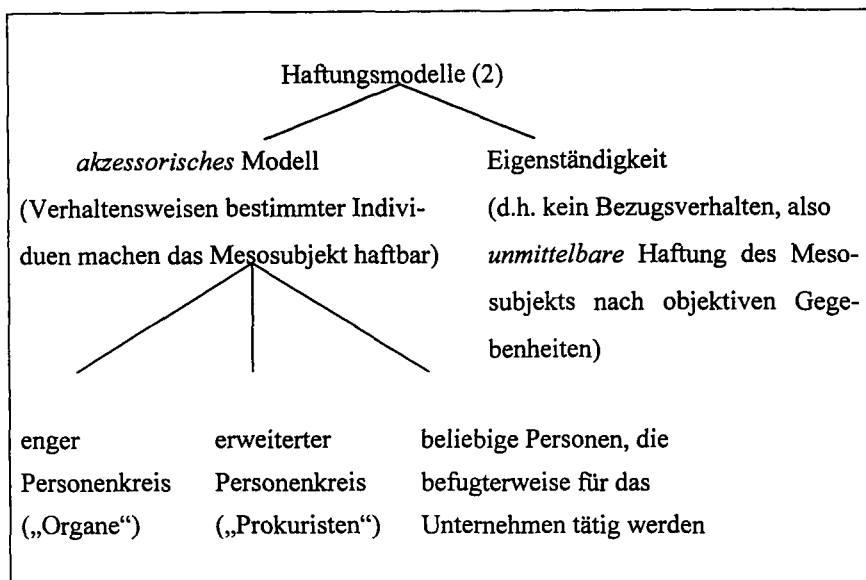 Haftungsmodelle (2)
akzessorisches Modell
(Verhaltensweisen bestimmter Indivi-
duen machen das Mesosubjekt haftbar)
Eigenständigkeit
(d.h. kein Bezugsverhalten, also
unmittelbare Haftung des Meso-
subjekts nach objektiven Gege-
benheiten)
enger
Personenkreis
(„Organe“)
erweiterter
Personenkreis
(„Prokuristen“)
beliebige Personen, die
befugterweise für das
Unternehmen tätig werden